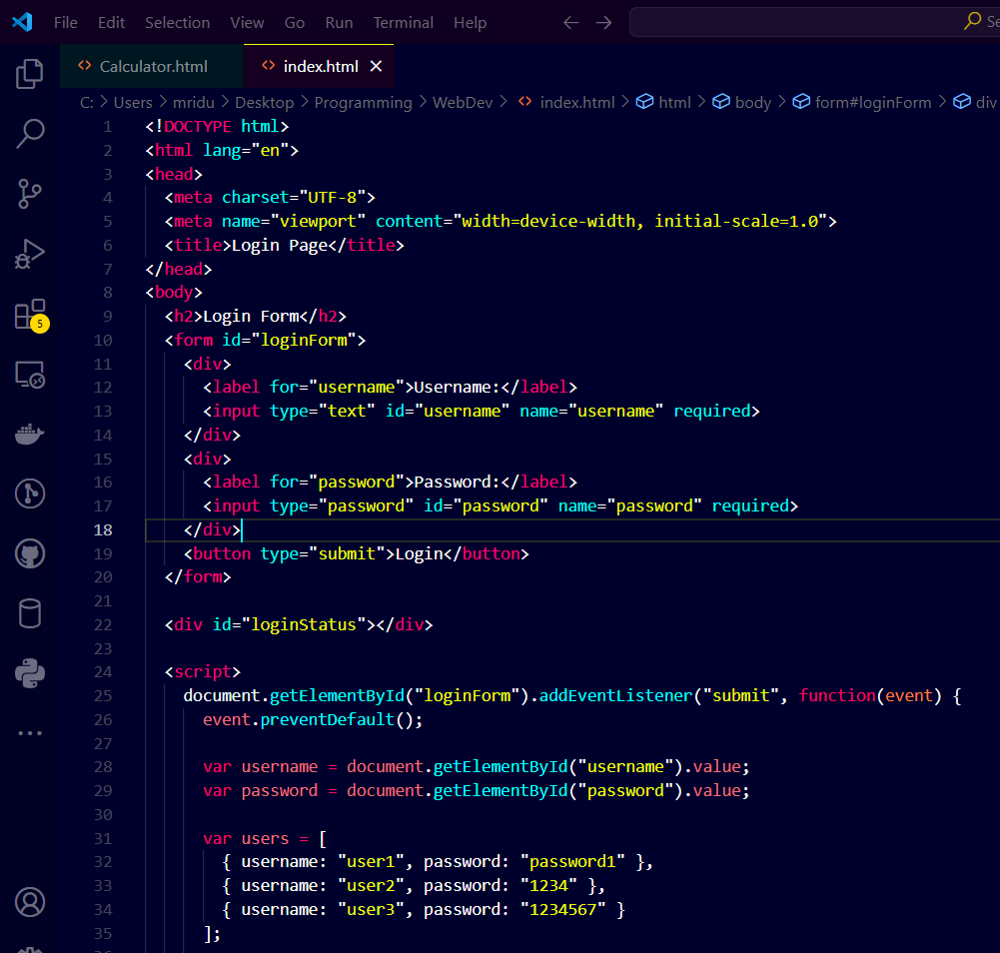 File Edit Selection View Go Run Terminal Help Se
Calculator.html index.html
C: > Users > mridu > Desktop > Programming > WebDev > index.html > html > body > form#loginForm > div
1 <!DOCTYPE html>
2 <html lang="en">
3 <head>
4 <meta charset="UTF-8">
5 <meta name="viewport" content="width=device-width, initial-scale=1.0">
6 <title>Login Page</title>
7 </head>
8 <body>
9 <h2>Login Form</h2>
10 <form id="loginForm">
11 <div>
12 <label for="username">Username:</label>
13 <input type="text" id="username" name="username" required>
14 </div>
15 <div>
16 <label for="password">Password:</label>
17 <input type="password" id="password" name="password" required>
18 </div>
19 <button type="submit">Login</button>
20 </form>
21
22 <div id="loginStatus"></div>
23
24 <script>
25 document.getElementById("loginForm").addEventListener("submit", function(event) {
26 event.preventDefault();
27
28 var username = document.getElementById("username").value;
29 var password = document.getElementById("password").value;
30
31 var users = [
32 { username: "user1", password: "password1" },
33 { username: "user2", password: "1234" },
34 { username: "user3", password: "1234567" }
35 ];
5